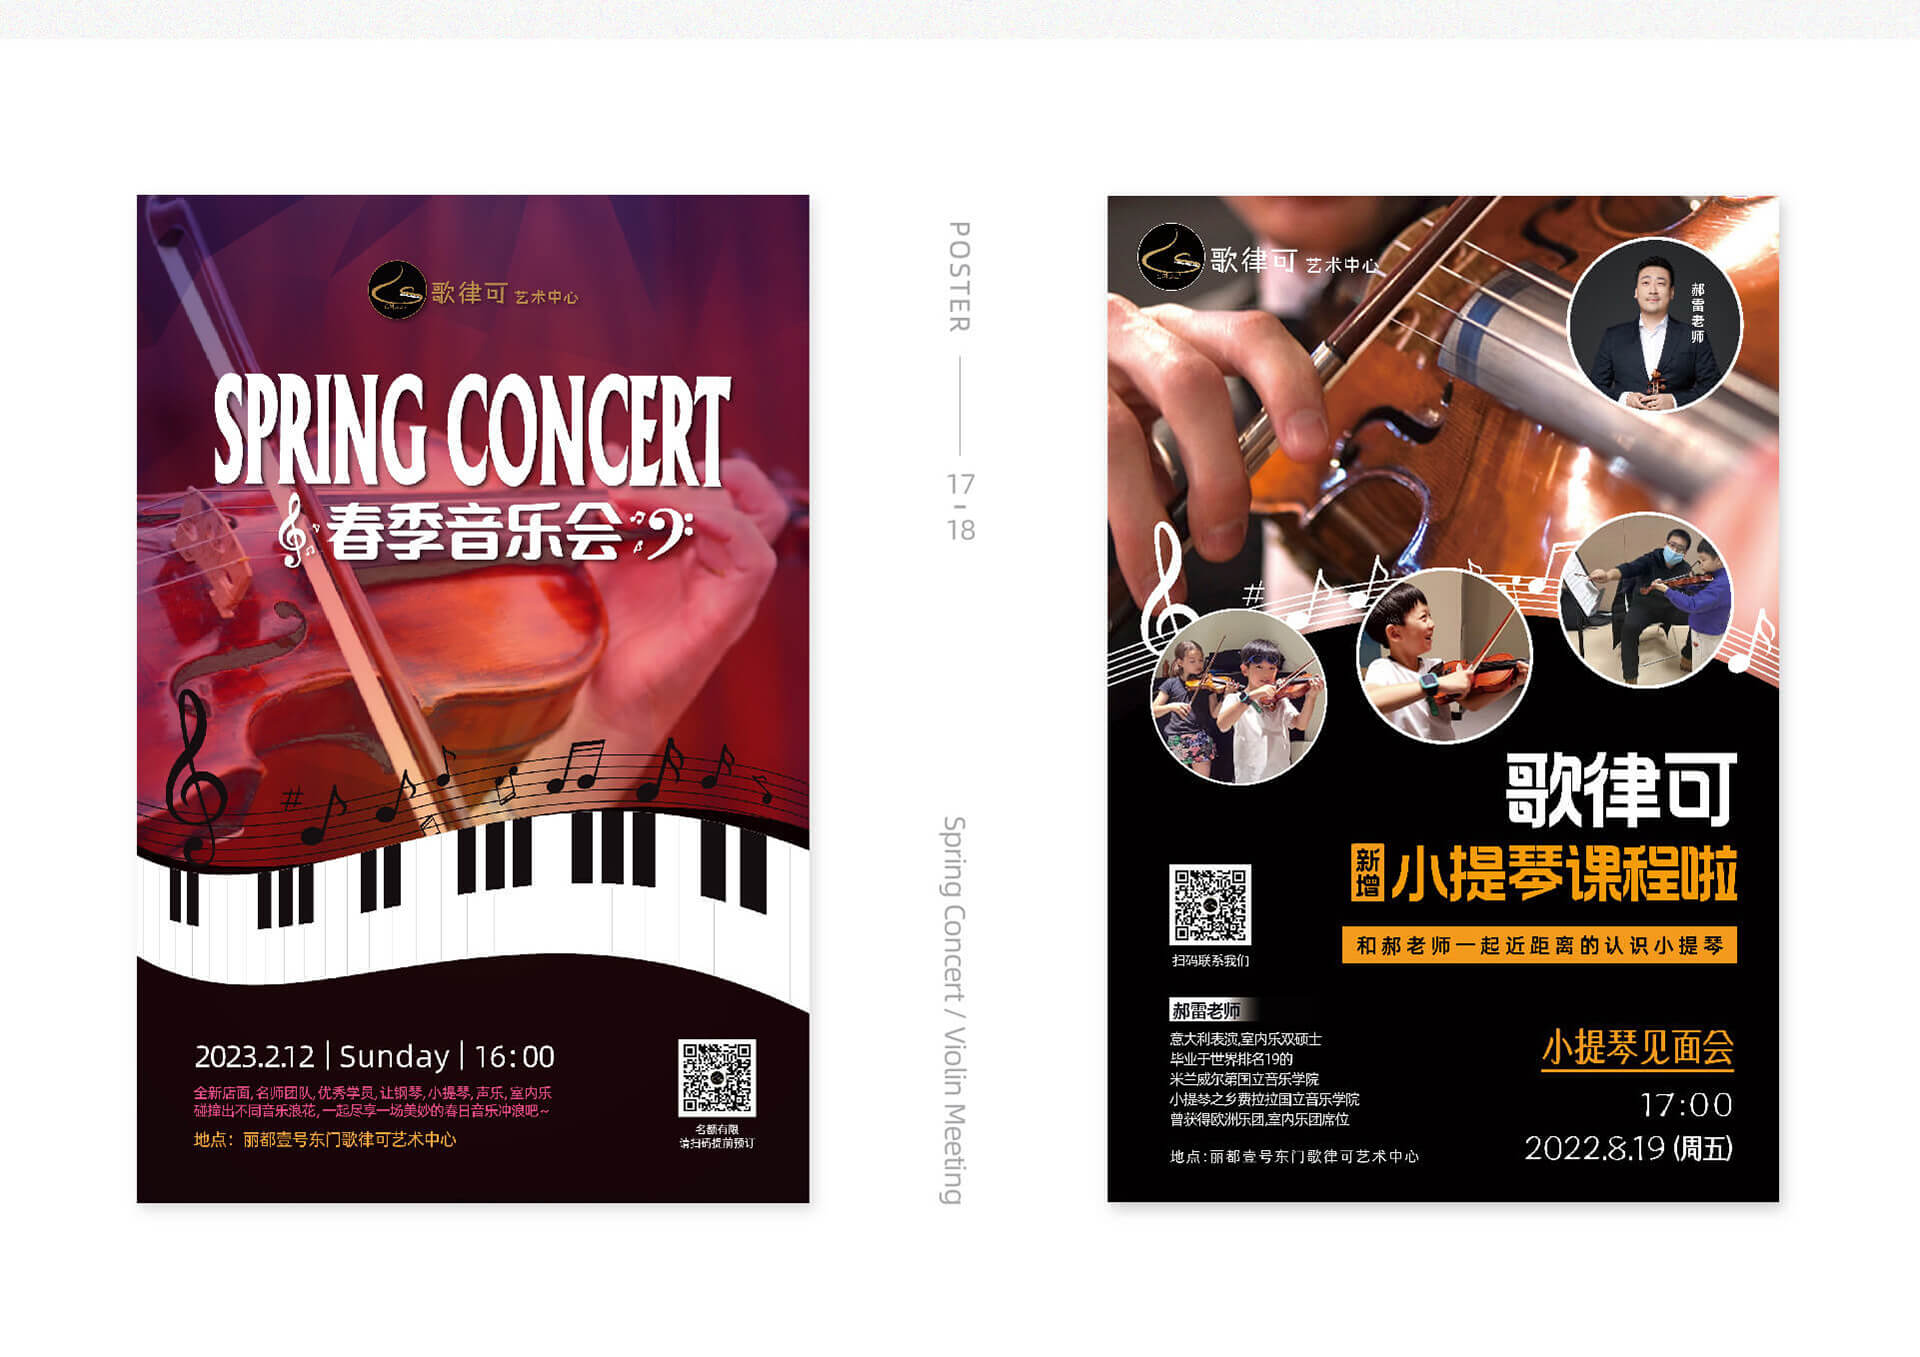 歌律可 艺术中心
SPRING CONCERT
春季音乐会
2023.2.12 | Sunday | 16:00
全新店面, 名师团队, 优秀学员, 让钢琴, 小提琴, 声乐, 室内乐
碰撞出不同音乐浪花, 一起尽享一场美妙的春日音乐冲浪吧~
地点：丽都壹号东门歌律可艺术中心
名额有限
请扫码提前预订
POSTER
17
-
18
Spring Concert / Violin Meeting
歌律可 艺术中心
郝雷老师
歌律可
新增 小提琴课程啦
和郝老师一起近距离的认识小提琴
扫码联系我们
郝雷老师
意大利表演,室内乐双硕士
毕业于世界排名19的
米兰威尔第国立音乐学院
小提琴之乡费拉拉国立音乐学院
曾获得欧洲乐团,室内乐团席位
地点:丽都壹号东门歌律可艺术中心
小提琴见面会
17:00
2022.8.19 (周五)